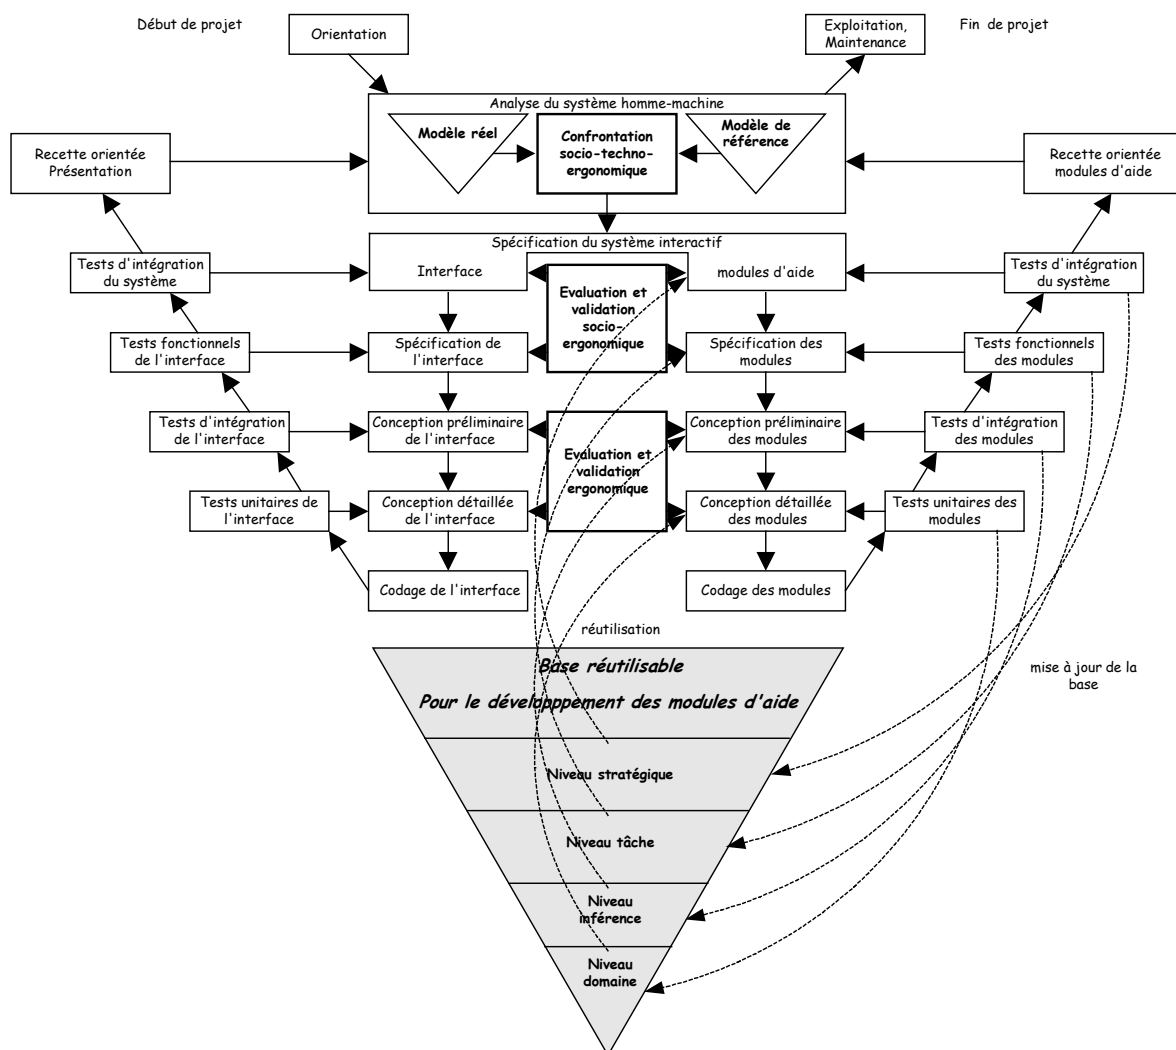 Début de projet
Orientation
Exploitation,
Maintenance
Fin de projet
Analyse du système homme-machine
Modèle réel
Confrontation
socio-techno-
ergonomique
Modèle de
référence
Recette orientée
Présentation
Recette orientée
modules d'aide
Spécification du système interactif
Interface
modules d'aide
Tests d'intégration
du système
Tests d'intégration
du système
Evaluation et
validation
socio-
ergonomique
Tests fonctionnels
de l'interface
Spécification de
l'interface
Spécification des
modules
Tests fonctionnels
des modules
Tests d'intégration
de l'interface
Conception préliminaire
de l'interface
Evaluation et
validation
ergonomique
Conception préliminaire
des modules
Tests d'intégration
des modules
Tests unitaires de
l'interface
Conception détaillée
de l'interface
Conception détaillée
des modules
Tests unitaires des
modules
Codage de l'interface
Codage des modules
réutilisation
Base réutilisable
Pour le développpement des modules d'aide
mise à jour de la
base
Niveau stratégique
Niveau tâche
Niveau
inférence
Niveau
domaine